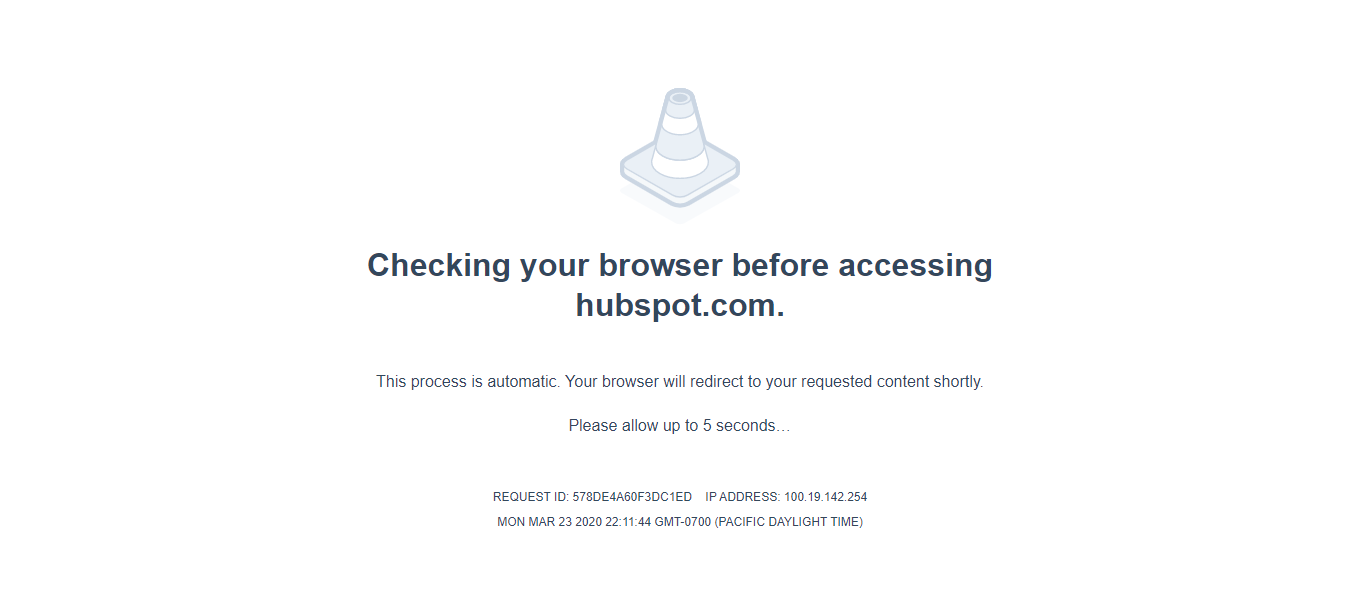 Checking your browser before accessing
hubspot.com.
This process is automatic. Your browser will redirect to your requested content shortly.
Please allow up to 5 seconds…
REQUEST ID: 578DE4A60F3DC1ED IP ADDRESS: 100.19.142.254
MON MAR 23 2020 22:11:44 GMT-0700 (PACIFIC DAYLIGHT TIME)